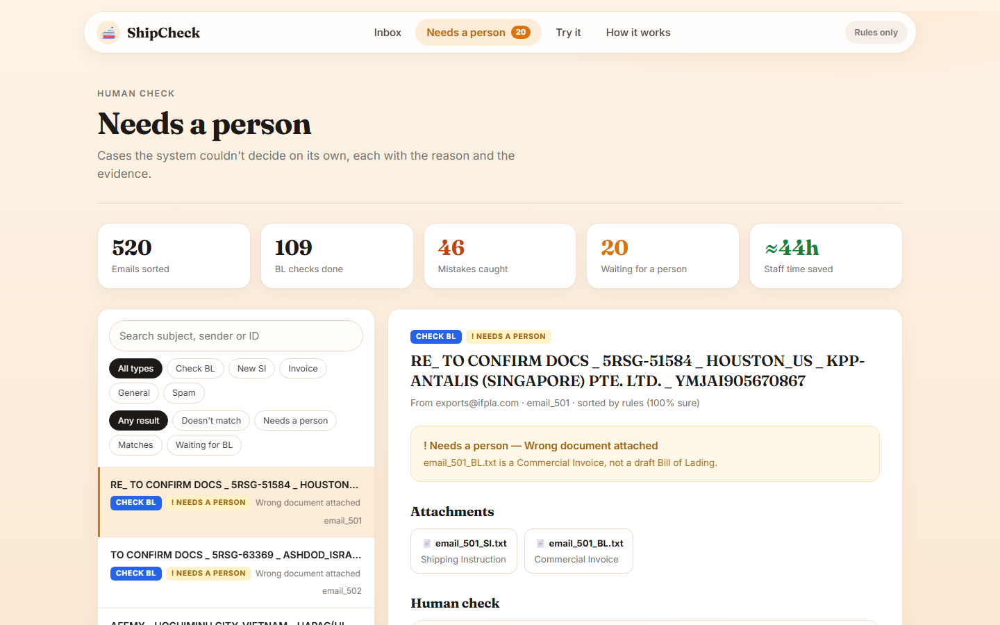 ShipCheck
Inbox
Needs a person 20
Try it
How it works
Rules only
HUMAN CHECK
Needs a person
Cases the system couldn't decide on its own, each with the reason and the
evidence.
520
Emails sorted
109
BL checks done
46
Mistakes caught
20
Waiting for a person
≈44h
Staff time saved
Search subject, sender or ID
All types
Check BL
New SI
Invoice
General
Spam
Any result
Doesn't match
Needs a person
Matches
Waiting for BL
RE_ TO CONFIRM DOCS _ 5RSG-51584 _ HOUSTON...
CHECK BL
! NEEDS A PERSON
Wrong document attached
email_501
TO CONFIRM DOCS _ 5RSG-63369 _ ASHDOD_ISRA...
CHECK BL
! NEEDS A PERSON
Wrong document attached
email_502
CHECK BL
! NEEDS A PERSON
RE_ TO CONFIRM DOCS _ 5RSG-51584 _ HOUSTON_US _ KPP-
ANTALIS (SINGAPORE) PTE. LTD. _ YMJAI905670867
From exports@ifpla.com · email_501 · sorted by rules (100% sure)
! Needs a person — Wrong document attached
email_501_BL.txt is a Commercial Invoice, not a draft Bill of Lading.
Attachments
email_501_SI.txt
Shipping Instruction
email_501_BL.txt
Commercial Invoice
Human check